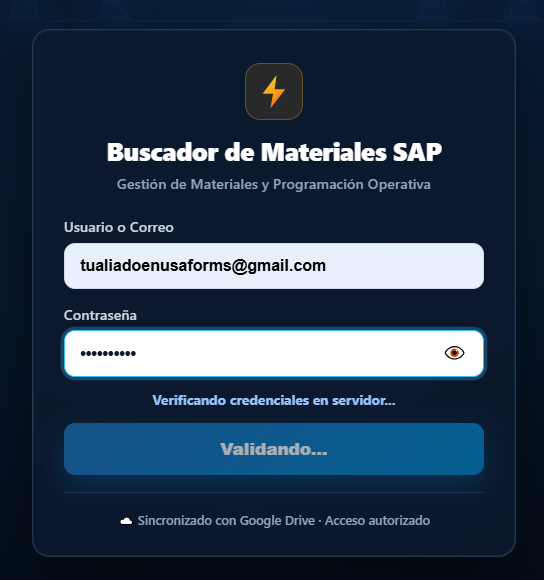 Buscador de Materiales SAP
Gestión de Materiales y Programación Operativa
Usuario o Correo
tualiadoenusaforms@gmail.com
Contraseña
••••••••••
Verificando credenciales en servidor...
Validando...
Sincronizado con Google Drive · Acceso autorizado